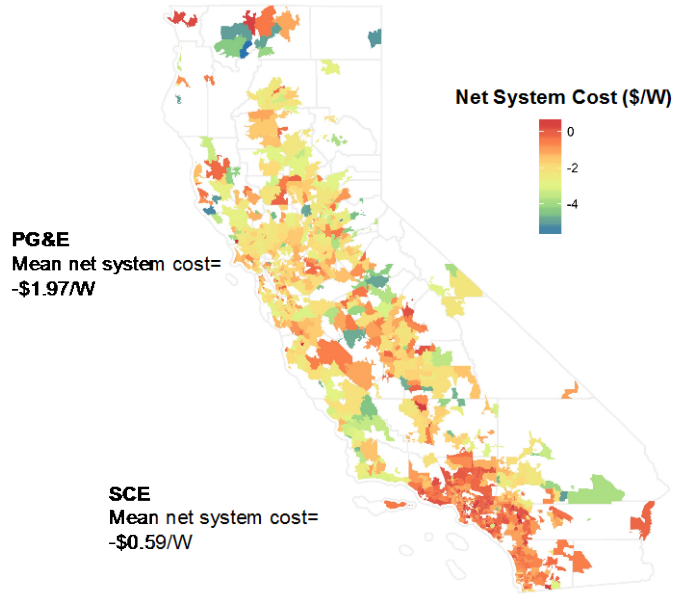 Net System Cost ($/W)
0
-2
-4
PG&E
Mean net system cost=
-$1.97/W
SCE
Mean net system cost=
-$0.59/W